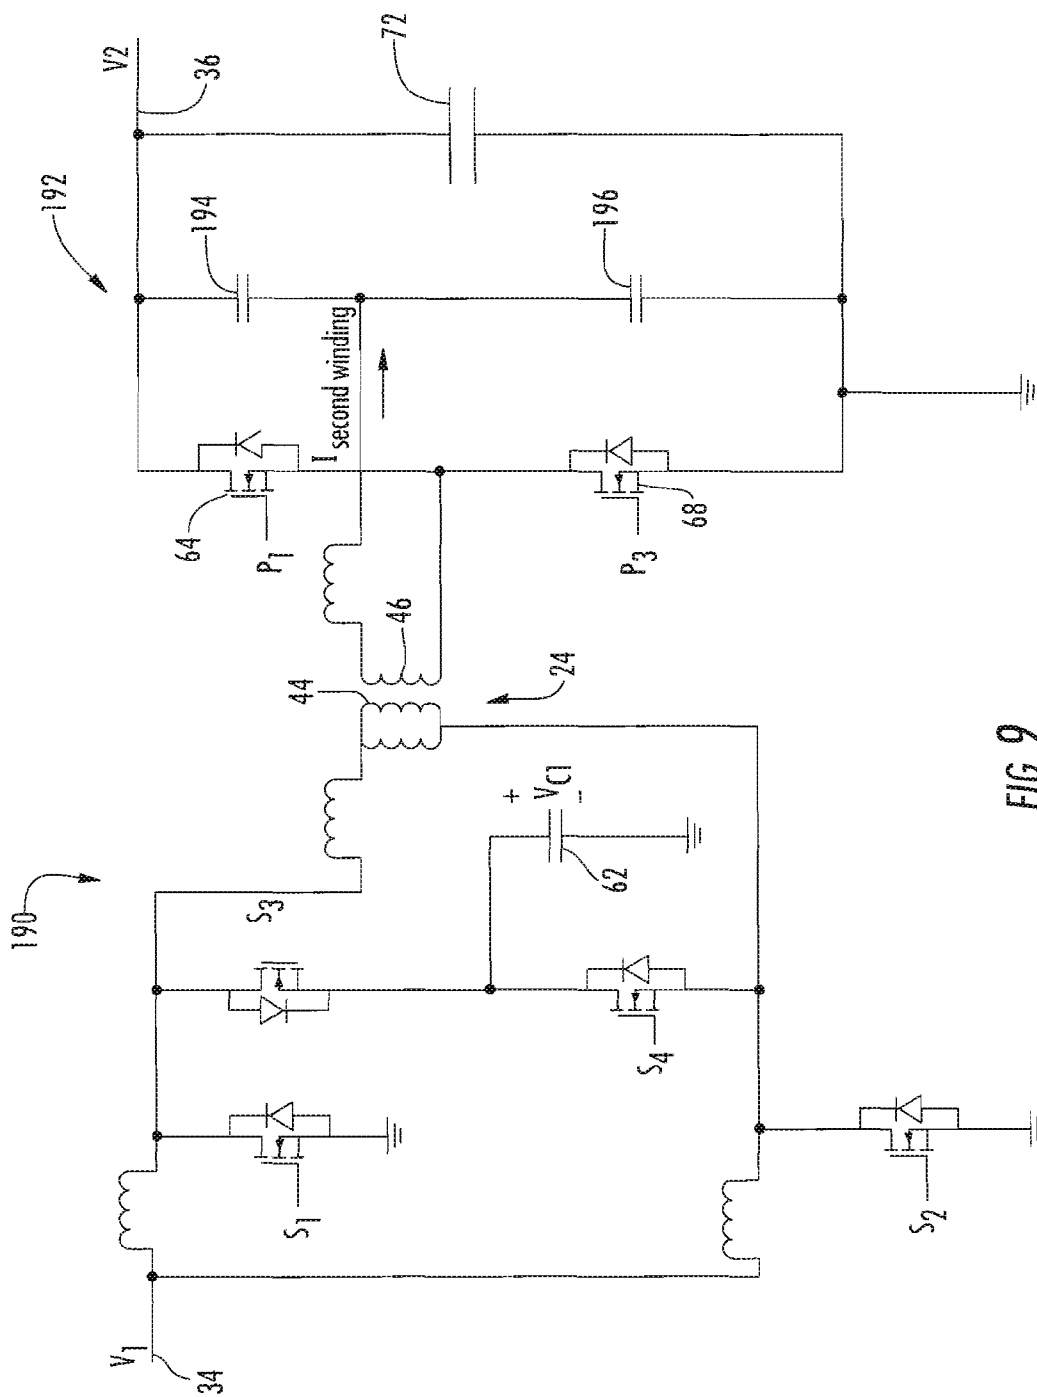 190
192
V1
34
S1
S3
S4
S2
+
VC1
-
62
44
46
24
64
P1
P3
68
I second winding
194
196
V2
36
72
FIG 9